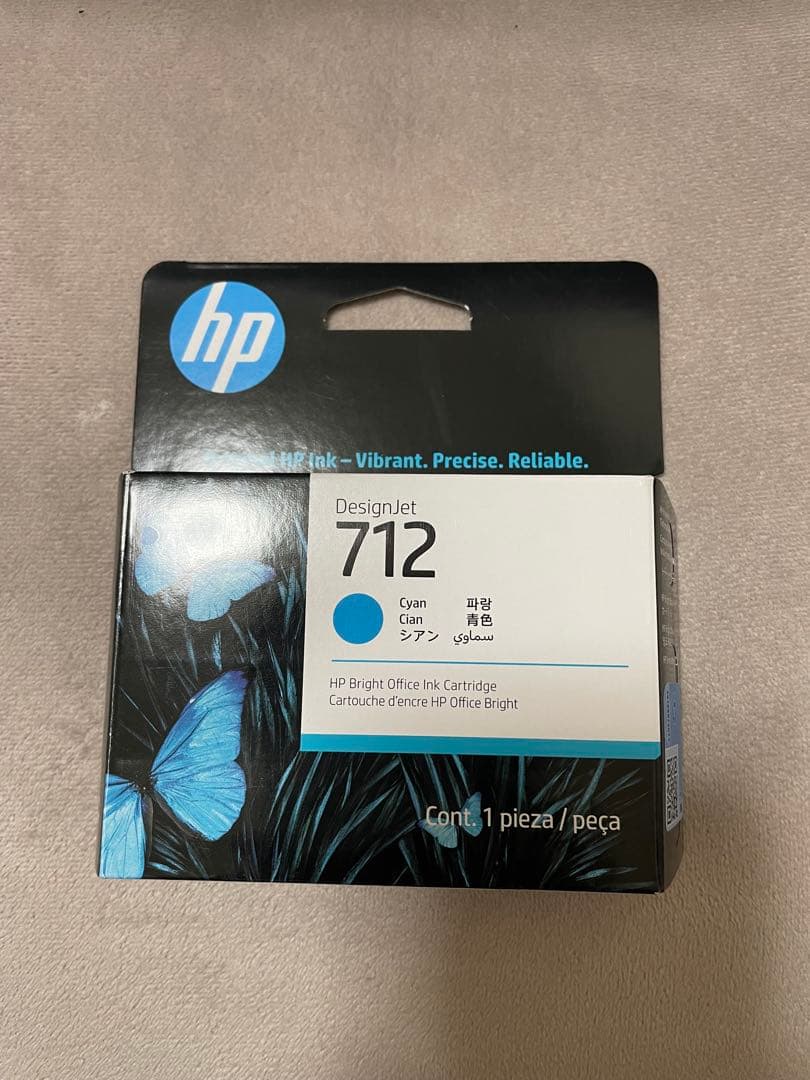 hp
HP Ink – Vibrant. Precise. Reliable.
DesignJet
712
Cyan 파랑
Cian 青色
シアン سماوي
HP Bright Office Ink Cartridge
Cartouche d'encre HP Office Bright
Cont. 1 pieza / peça